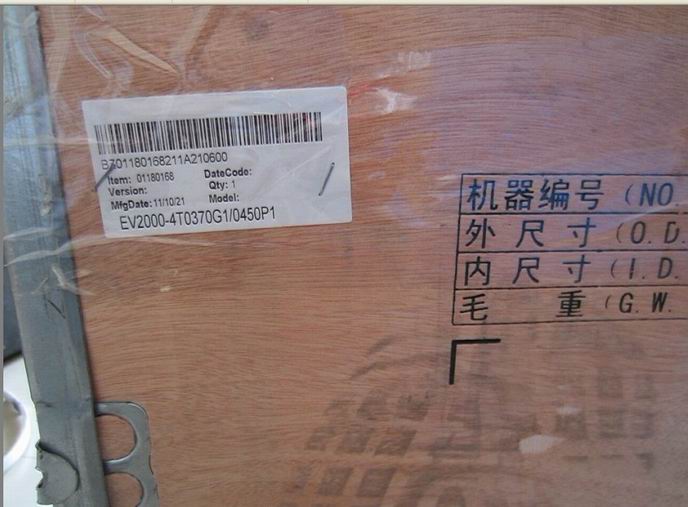 BZ01180168211A210600
Item: 01180168 DateCode:
Version: Qty: 1
MfgDate: 11/10/21 Model:
EV2000-4T0370G1/0450P1
机器编号(NO.
外尺寸(O.D.
内尺寸(I.D.
毛重(G.W.